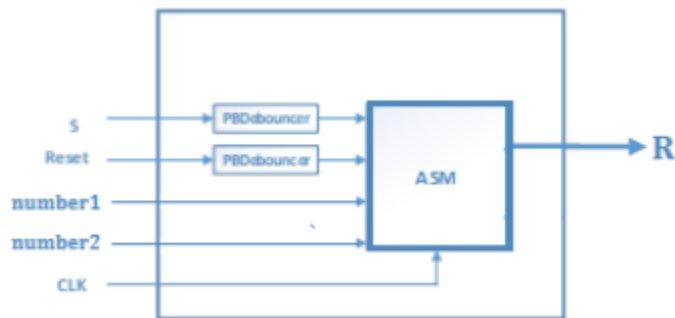 S
PBDebouncer
Reset
PBDebouncer
ASM
R
number1
number2
CLK